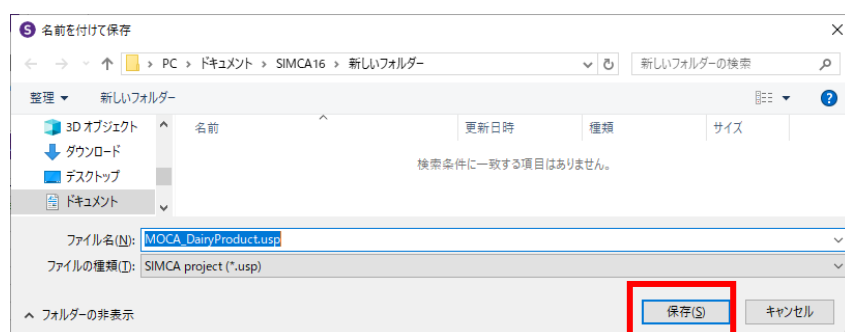 S 名前を付けて保存
PC › ドキュメント › SIMCA16 › 新しいフォルダー
新しいフォルダーの検索
整理 新しいフォルダー
3D オブジェクト
ダウンロード
デスクトップ
ドキュメント
名前 更新日時 種類 サイズ
検索条件に一致する項目はありません。
ファイル名(N): MOCA_DairyProduct.usp
ファイルの種類(T): SIMCA project (*.usp)
フォルダーの非表示
保存(S) キャンセル